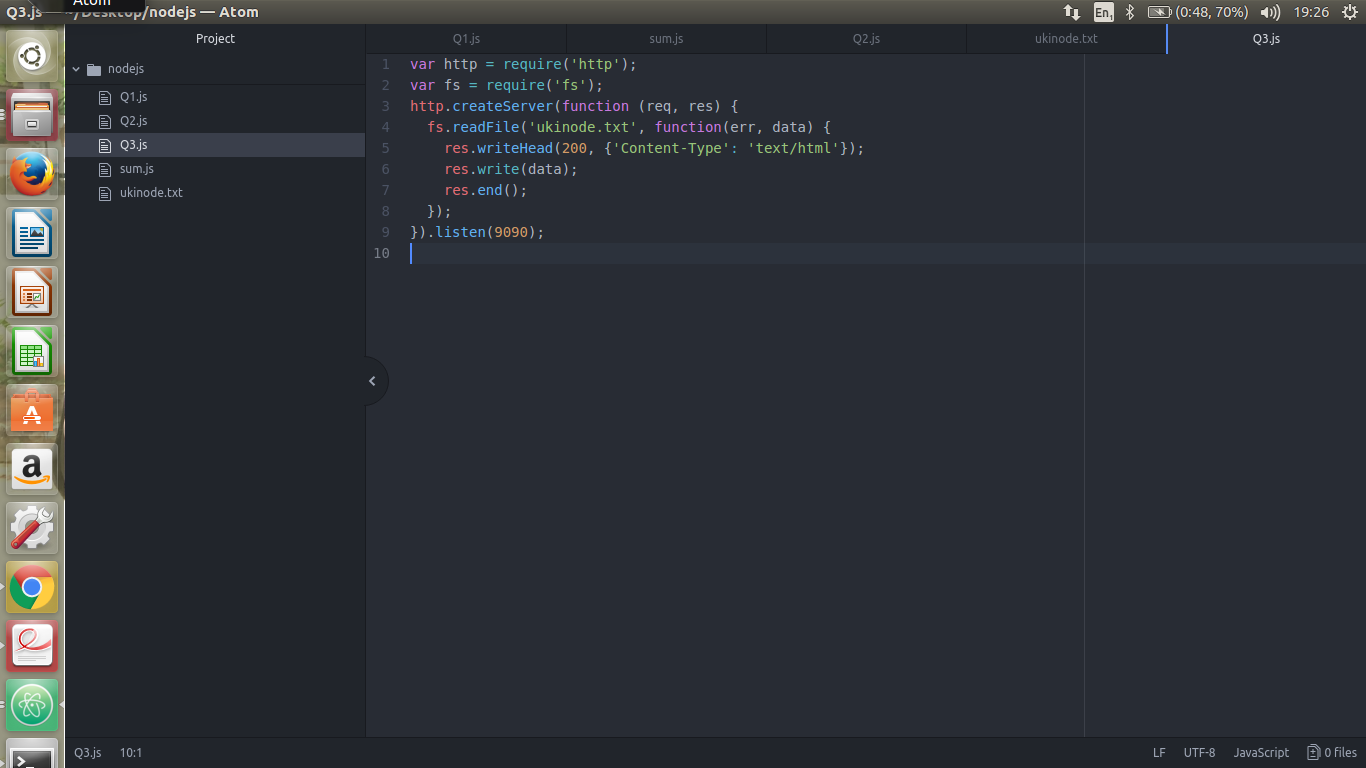 Q3.js — ~/Desktop/nodejs — Atom
Atom
En1
(0:48, 70%)
19:26
Project
nodejs
Q1.js
Q2.js
Q3.js
sum.js
ukinode.txt
Q1.js
sum.js
Q2.js
ukinode.txt
Q3.js
1 var http = require('http');
2 var fs = require('fs');
3 http.createServer(function (req, res) {
4   fs.readFile('ukinode.txt', function(err, data) {
5     res.writeHead(200, {'Content-Type': 'text/html'});
6     res.write(data);
7     res.end();
8   });
9 }).listen(9090);
10
Q3.js 10:1
LF UTF-8 JavaScript 0 files